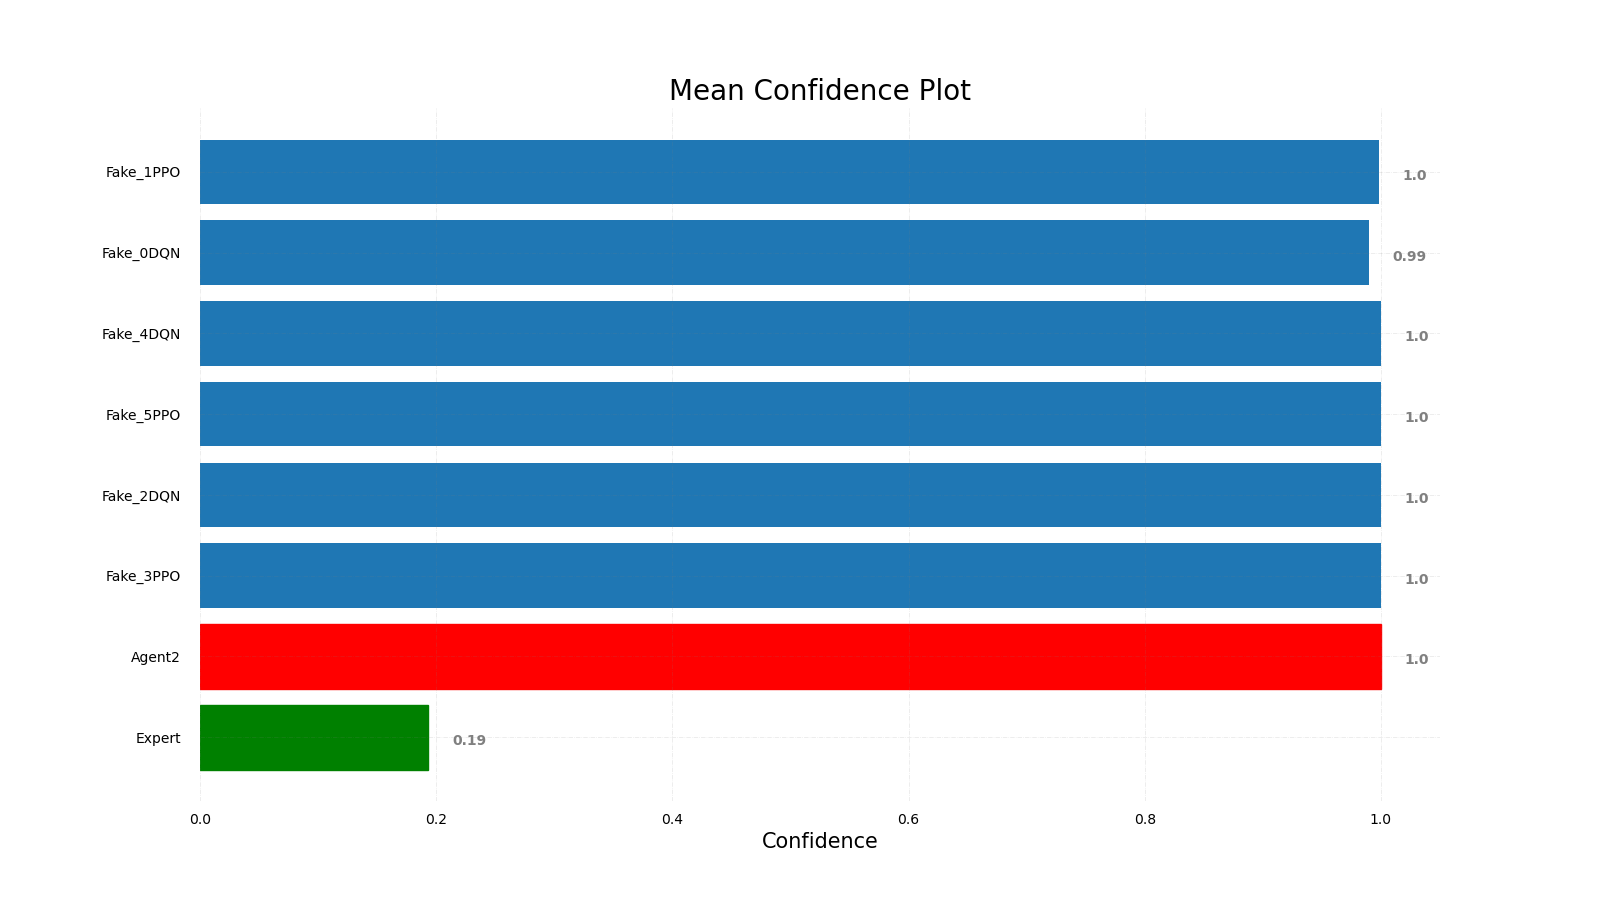 Mean Confidence Plot
Fake_1PPO 1.0
Fake_0DQN 0.99
Fake_4DQN 1.0
Fake_5PPO 1.0
Fake_2DQN 1.0
Fake_3PPO 1.0
Agent2 1.0
Expert 0.19
0.0 0.2 0.4 0.6 0.8 1.0
Confidence